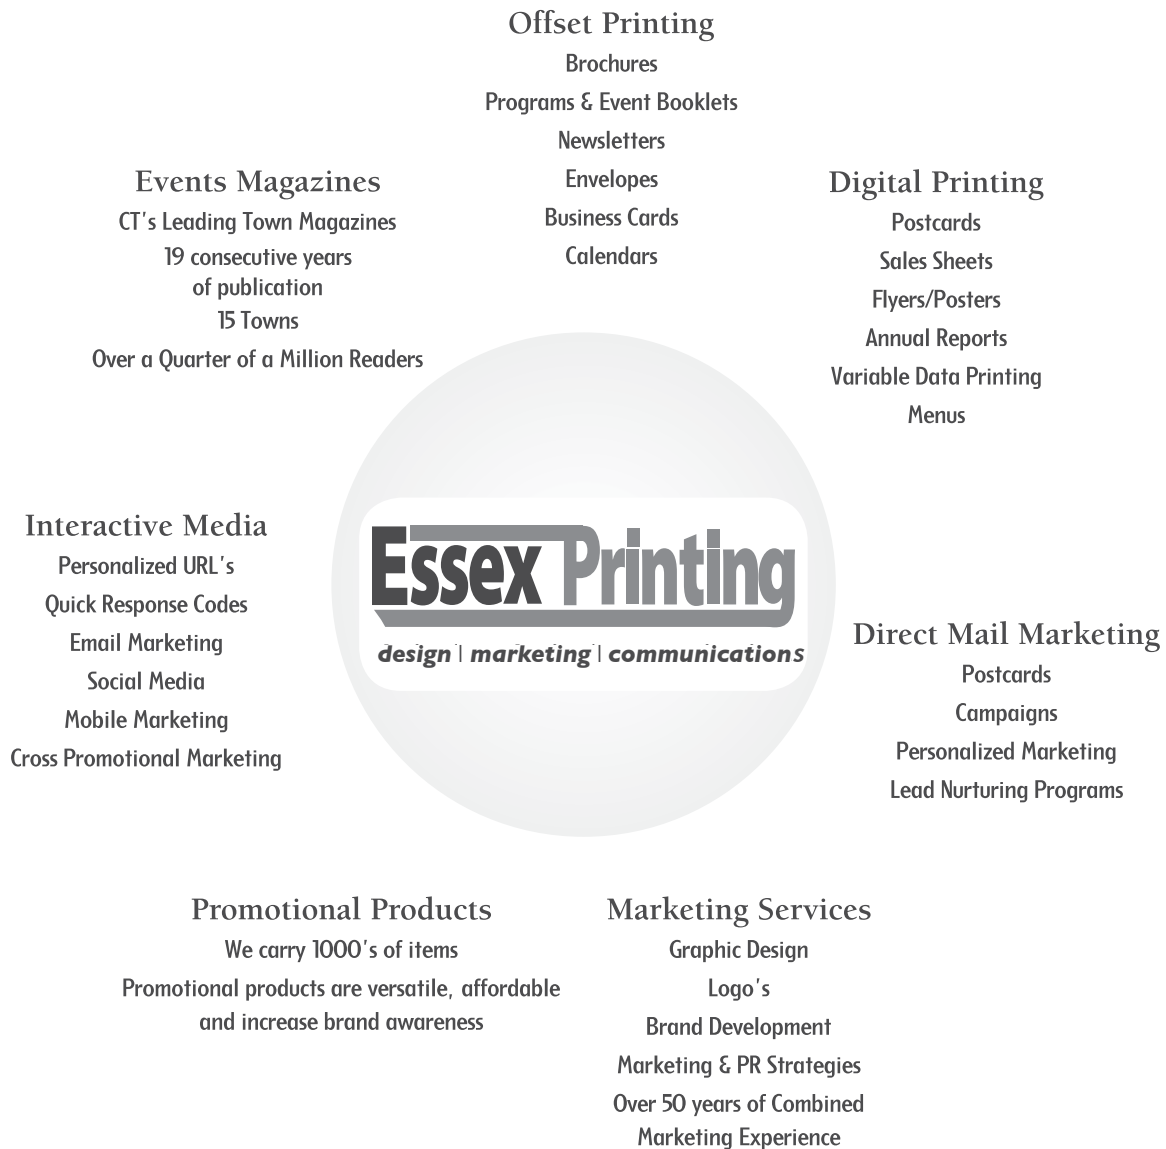 Offset Printing
Brochures
Programs & Event Booklets
Newsletters
Envelopes
Business Cards
Calendars
Events Magazines
CT's Leading Town Magazines
19 consecutive years
of publication
15 Towns
Over a Quarter of a Million Readers
Digital Printing
Postcards
Sales Sheets
Flyers/Posters
Annual Reports
Variable Data Printing
Menus
Interactive Media
Personalized URL's
Quick Response Codes
Email Marketing
Social Media
Mobile Marketing
Cross Promotional Marketing
Essex Printing
design | marketing | communications
Direct Mail Marketing
Postcards
Campaigns
Personalized Marketing
Lead Nurturing Programs
Promotional Products
We carry 1000's of items
Promotional products are versatile, affordable
and increase brand awareness
Marketing Services
Graphic Design
Logo's
Brand Development
Marketing & PR Strategies
Over 50 years of Combined
Marketing Experience